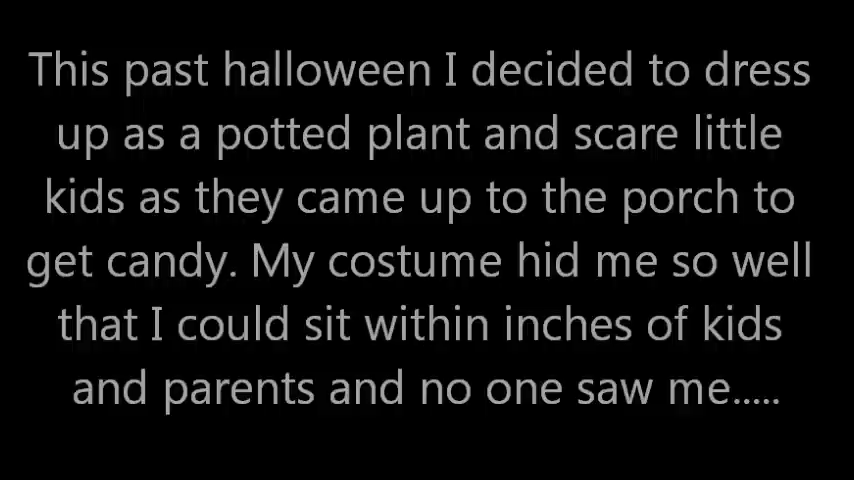 This past halloween I decided to dress
up as a potted plant and scare little
kids as they came up to the porch to
get candy. My costume hid me so well
that I could sit within inches of kids
and parents and no one saw me.....